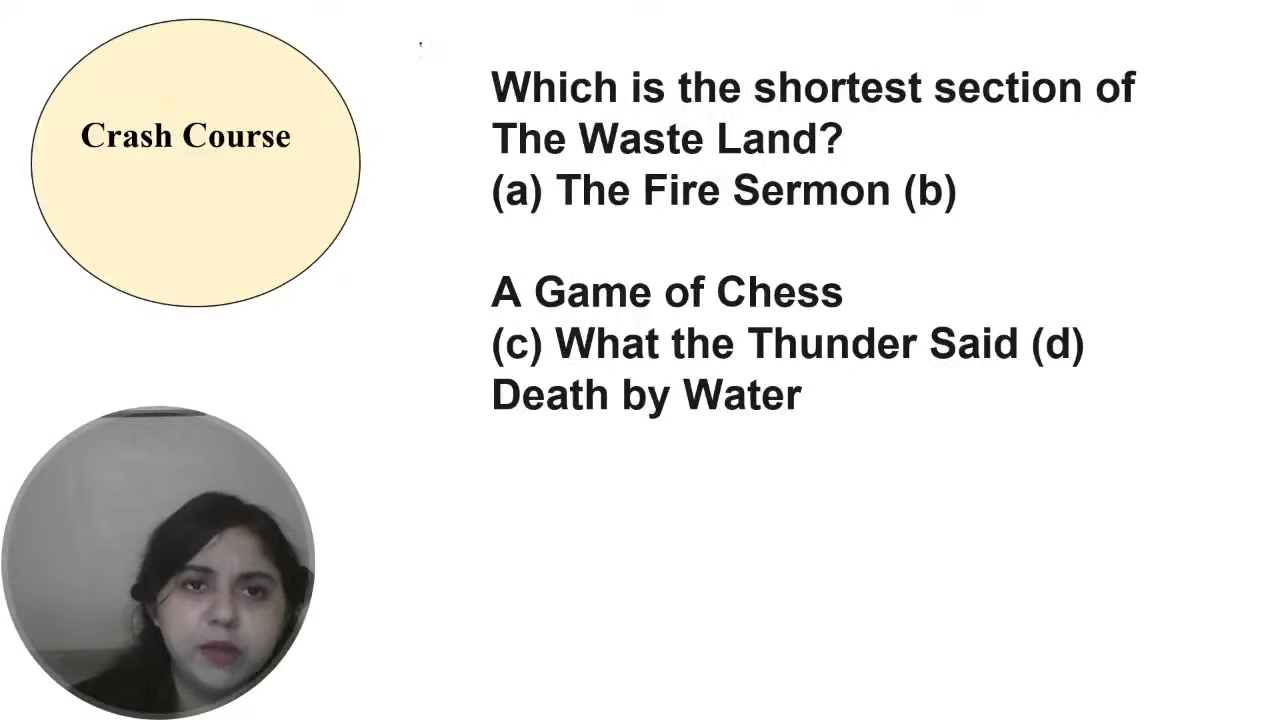 Crash Course
Which is the shortest section of
The Waste Land?
(a) The Fire Sermon (b)
A Game of Chess
(c) What the Thunder Said (d)
Death by Water